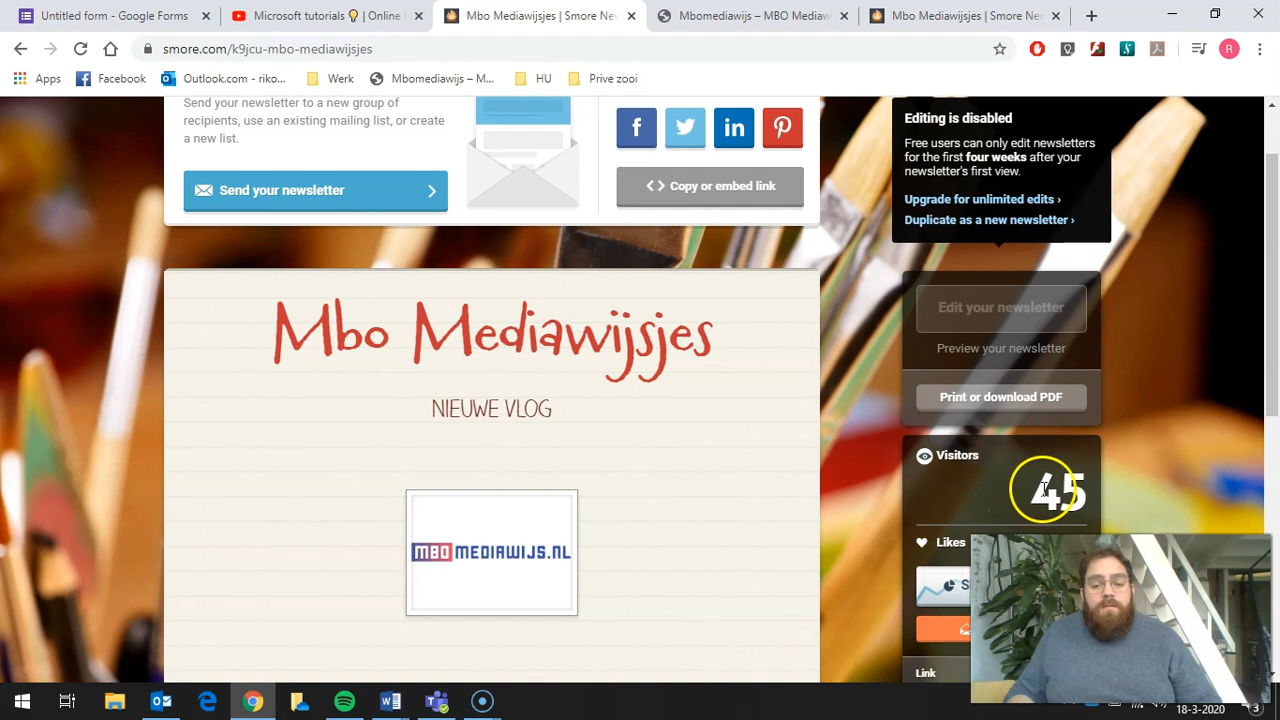 Untitled form - Google Forms
Microsoft tutorials | Online
Mbo Mediawijsjes | Smore New
Mbomediawijs – MBO Mediaw
Mbo Mediawijsjes | Smore New
smore.com/k9jcu-mbo-mediawijsjes
R
Apps
Facebook
Outlook.com - riko...
Werk
Mbomediawijs – M...
HU
Prive zooi
Send your newsletter to a new group of
recipients, use an existing mailing list, or create
a new list.
Send your newsletter
Copy or embed link
Editing is disabled
Free users can only edit newsletters
for the first four weeks after your
newsletter's first view.
Upgrade for unlimited edits ›
Duplicate as a new newsletter ›
Edit your newsletter
Preview your newsletter
Print or download PDF
Mbo Mediawijsjes
NIEUWE VLOG
MBO MEDIAWIJS.NL
Visitors
45
Likes
Link
18-3-2020
3